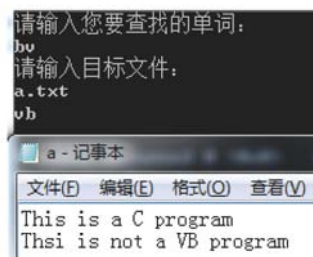 请输入您要查找的单词：
bv
请输入目标文件：
a.txt
vb
a - 记事本
文件(F) 编辑(E) 格式(O) 查看(V)
This is a C program
Thsi is not a VB program